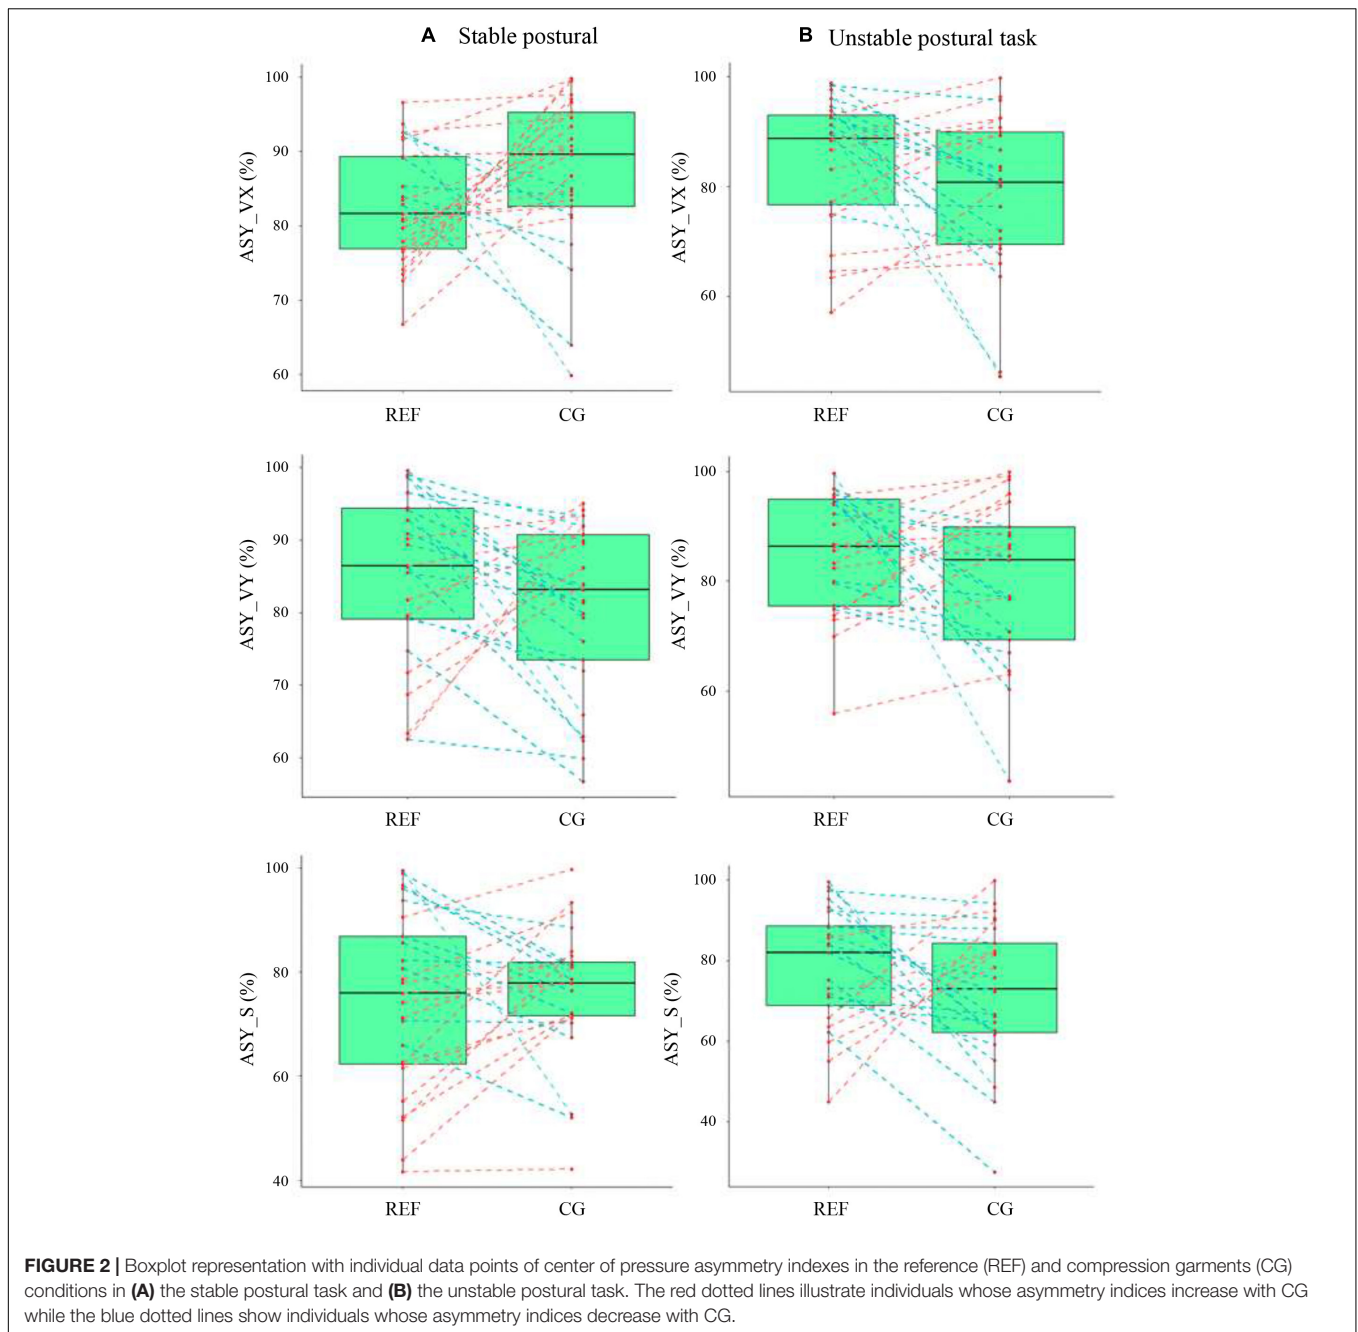 A Stable postural
B Unstable postural task
100
90
80
70
60
ASY_VX (%)
REF CG
100
80
60
ASY_VX (%)
REF CG
100
90
80
70
60
ASY_VY (%)
REF CG
100
80
60
ASY_VY (%)
REF CG
100
80
60
40
ASY_S (%)
REF CG
100
80
60
40
ASY_S (%)
REF CG
FIGURE 2 | Boxplot representation with individual data points of center of pressure asymmetry indexes in the reference (REF) and compression garments (CG)
conditions in (A) the stable postural task and (B) the unstable postural task. The red dotted lines illustrate individuals whose asymmetry indices increase with CG
while the blue dotted lines show individuals whose asymmetry indices decrease with CG.